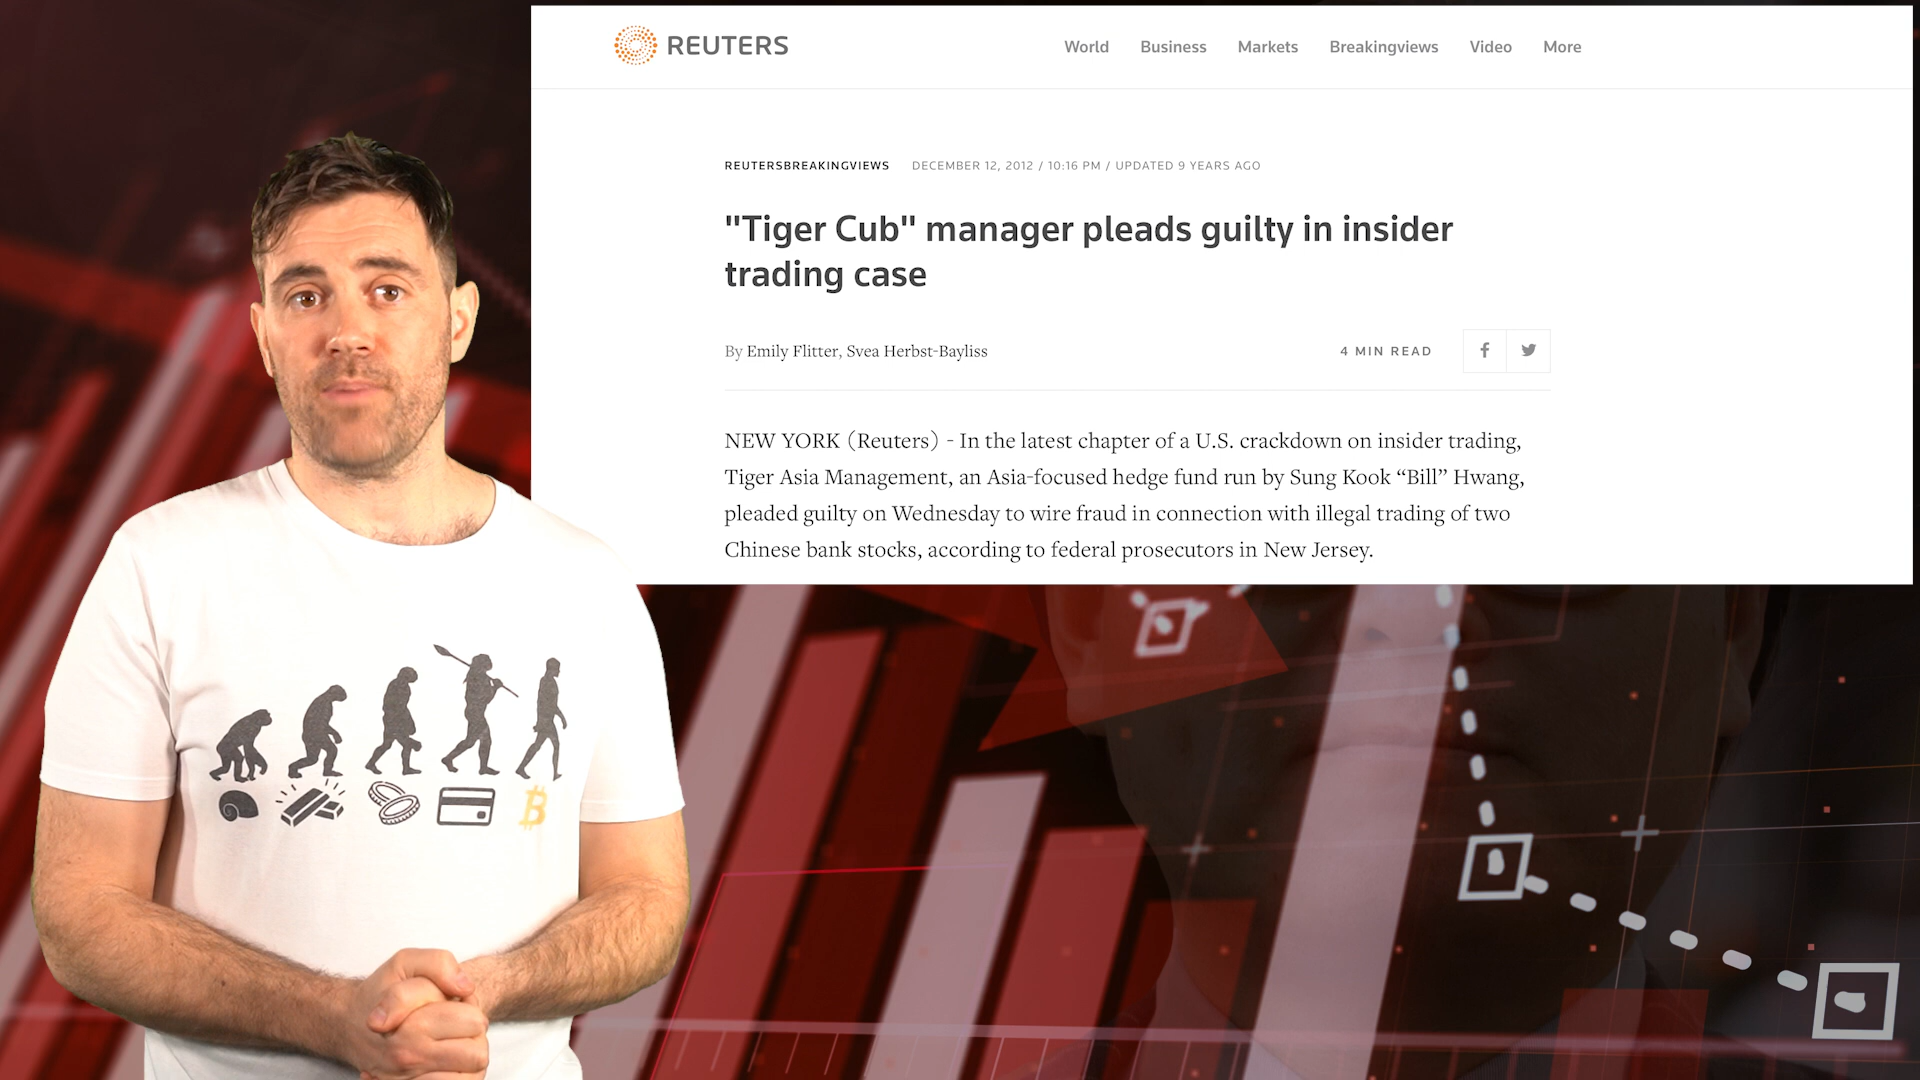 REUTERS
World Business Markets Breakingviews Video More
REUTERSBREAKINGVIEWS DECEMBER 12, 2012 / 10:16 PM / UPDATED 9 YEARS AGO
"Tiger Cub" manager pleads guilty in insider
trading case
By Emily Flitter, Svea Herbst-Bayliss
4 MIN READ
NEW YORK (Reuters) - In the latest chapter of a U.S. crackdown on insider trading,
Tiger Asia Management, an Asia-focused hedge fund run by Sung Kook “Bill” Hwang,
pleaded guilty on Wednesday to wire fraud in connection with illegal trading of two
Chinese bank stocks, according to federal prosecutors in New Jersey.